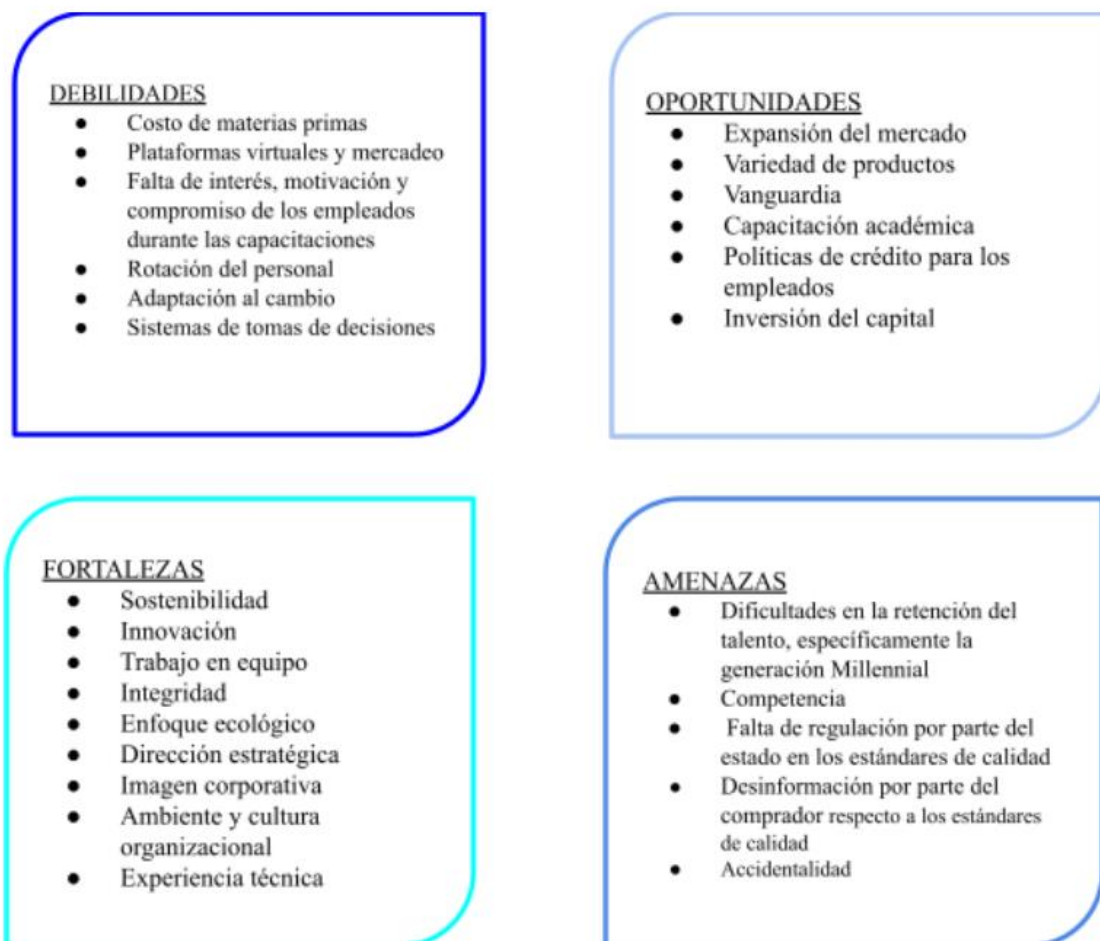 DEBILIDADES
● Costo de materias primas
● Plataformas virtuales y mercadeo
● Falta de interés, motivación y
compromiso de los empleados
durante las capacitaciones
● Rotación del personal
● Adaptación al cambio
● Sistemas de tomas de decisiones
OPORTUNIDADES
● Expansión del mercado
● Variedad de productos
● Vanguardia
● Capacitación académica
● Políticas de crédito para los
empleados
● Inversión del capital
FORTALEZAS
● Sostenibilidad
● Innovación
● Trabajo en equipo
● Integridad
● Enfoque ecológico
● Dirección estratégica
● Imagen corporativa
● Ambiente y cultura
organizacional
● Experiencia técnica
AMENAZAS
● Dificultades en la retención del
talento, específicamente la
generación Millennial
● Competencia
● Falta de regulación por parte del
estado en los estándares de calidad
● Desinformación por parte del
comprador respecto a los estándares
de calidad
● Accidentalidad